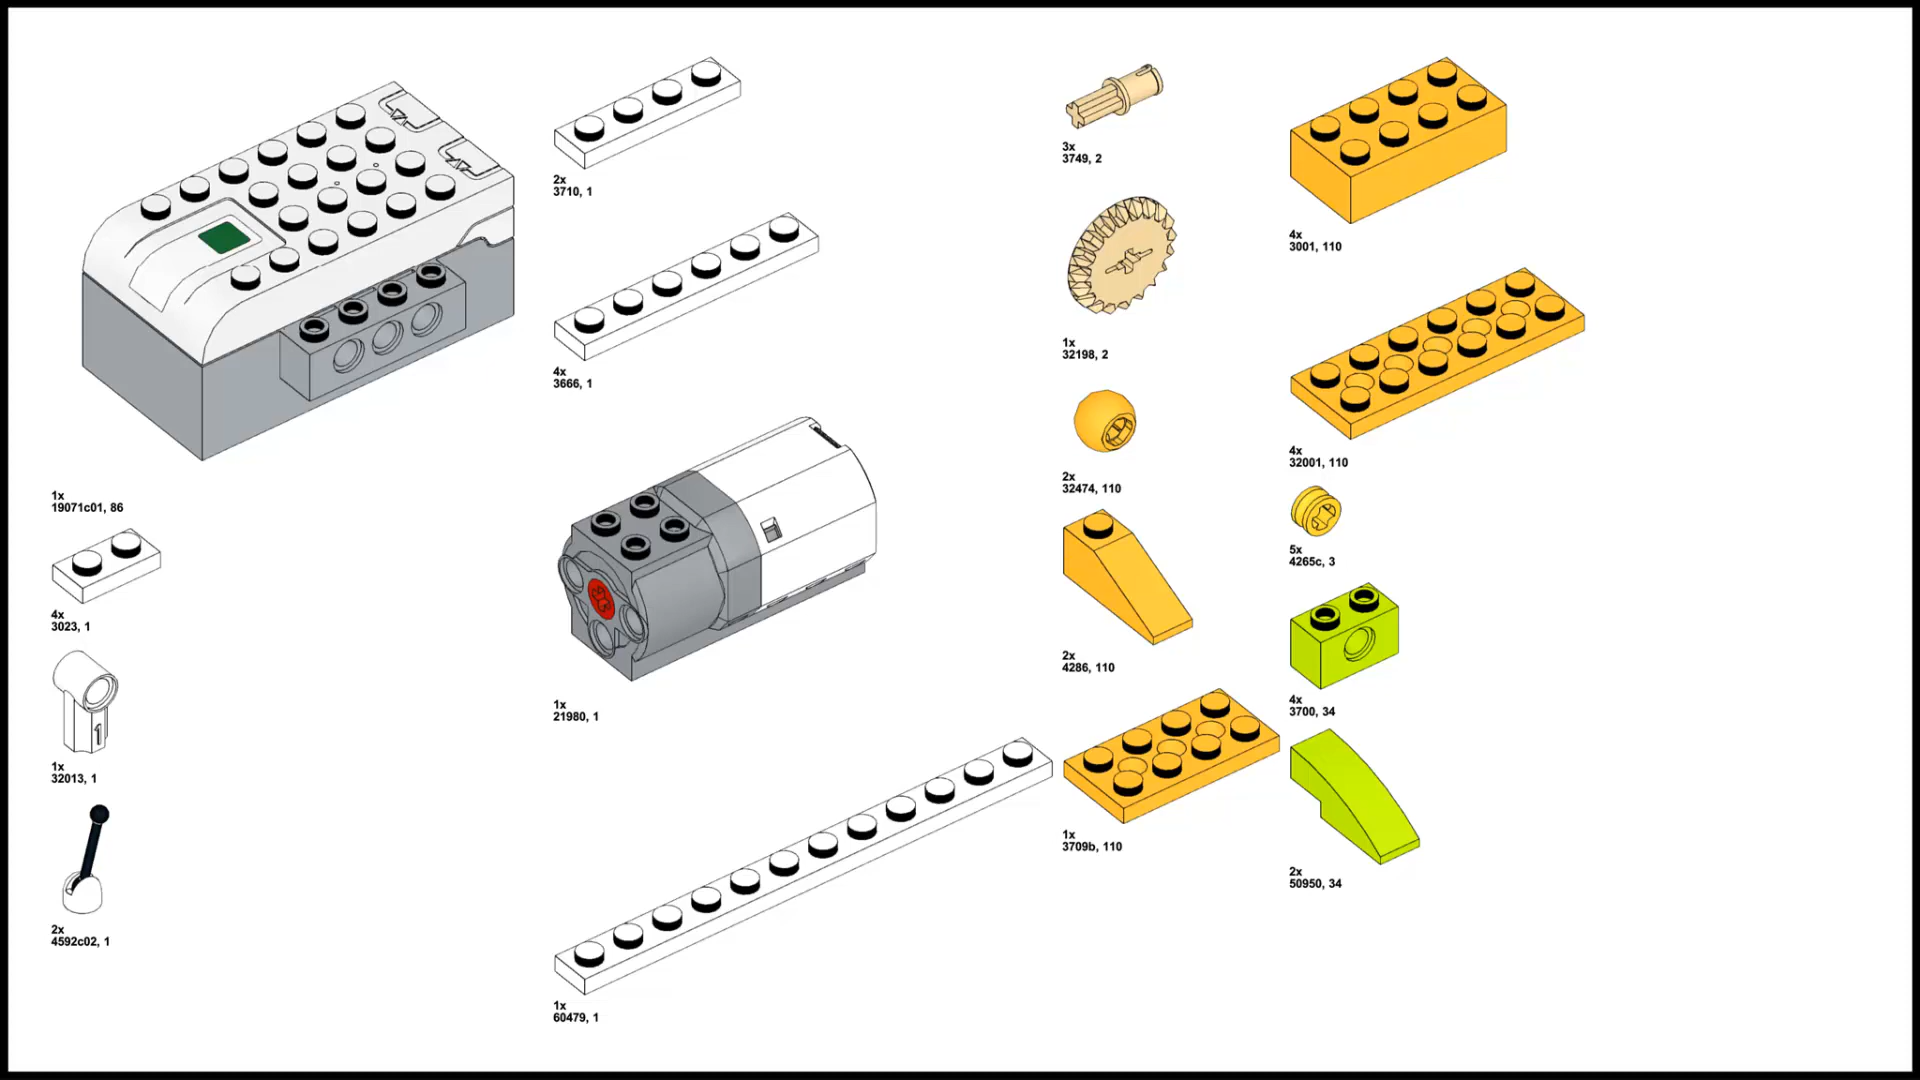 1x
19071c01, 86
4x
3023, 1
1
1x
32013, 1
2x
4592c02, 1
2x
3710, 1
4x
3666, 1
1x
21980, 1
1x
60479, 1
3x
3749, 2
1x
32198, 2
2x
32474, 110
2x
4286, 110
1x
3709b, 110
4x
3001, 110
4x
32001, 110
5x
4265c, 3
4x
3700, 34
2x
50950, 34